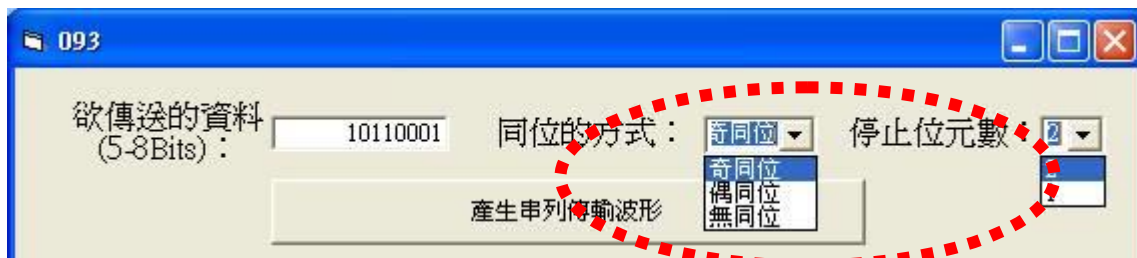 093
欲傳送的資料
(5-8Bits)：
10110001
同位的方式：
奇同位
奇同位
偶同位
無同位
停止位元數：
2
2
1
產生串列傳輸波形